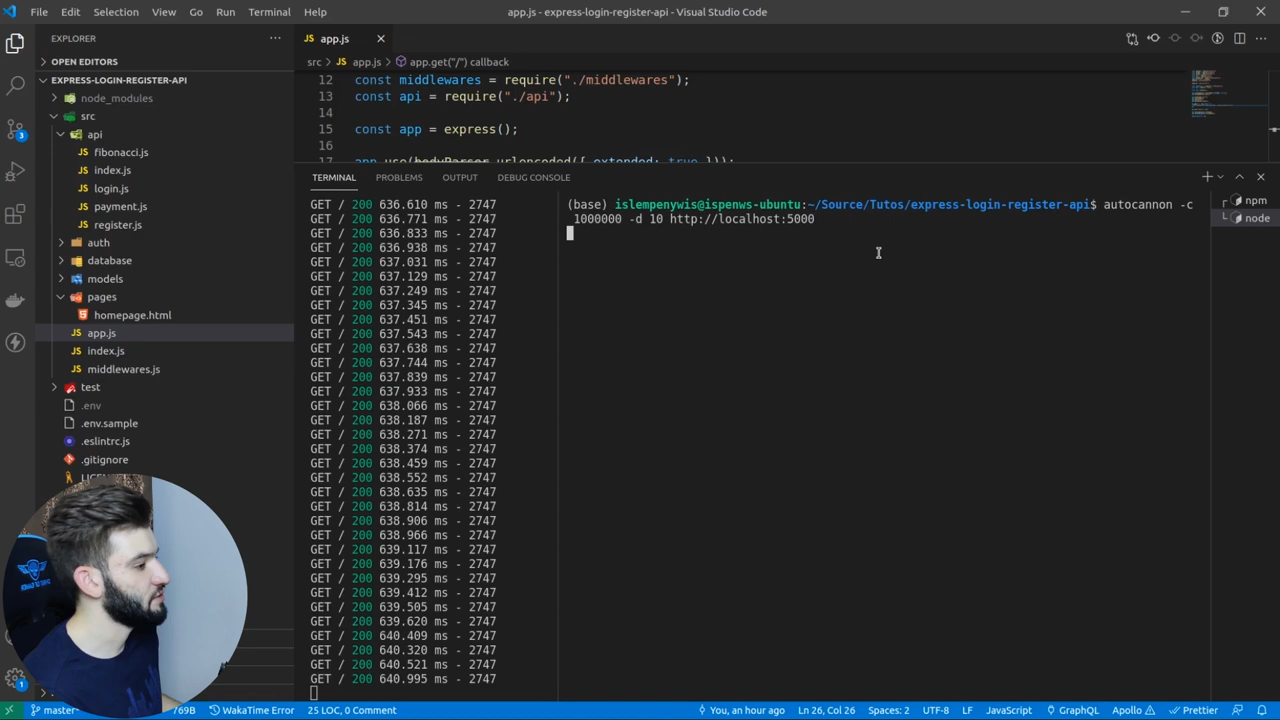 File Edit Selection View Go Run Terminal Help
app.js - express-login-register-api - Visual Studio Code
EXPLORER
OPEN EDITORS
EXPRESS-LOGIN-REGISTER-API
node_modules
src
api
fibonacci.js
index.js
login.js
payment.js
register.js
auth
database
models
pages
homepage.html
app.js
index.js
middlewares.js
test
.env
.env.sample
.eslintrc.js
.gitignore
app.js
src > app.js > app.get("/") callback
12 const middlewares = require("./middlewares");
13 const api = require("./api");
14
15 const app = express();
16
17 app.use(bodyParser.urlencoded({ extended: true }));
TERMINAL PROBLEMS OUTPUT DEBUG CONSOLE
GET / 200 636.610 ms - 2747
GET / 200 636.771 ms - 2747
GET / 200 636.833 ms - 2747
GET / 200 636.938 ms - 2747
GET / 200 637.031 ms - 2747
GET / 200 637.129 ms - 2747
GET / 200 637.249 ms - 2747
GET / 200 637.345 ms - 2747
GET / 200 637.451 ms - 2747
GET / 200 637.543 ms - 2747
GET / 200 637.638 ms - 2747
GET / 200 637.744 ms - 2747
GET / 200 637.839 ms - 2747
GET / 200 637.933 ms - 2747
GET / 200 638.066 ms - 2747
GET / 200 638.187 ms - 2747
GET / 200 638.271 ms - 2747
GET / 200 638.374 ms - 2747
GET / 200 638.459 ms - 2747
GET / 200 638.552 ms - 2747
GET / 200 638.635 ms - 2747
GET / 200 638.814 ms - 2747
GET / 200 638.906 ms - 2747
GET / 200 638.966 ms - 2747
GET / 200 639.117 ms - 2747
GET / 200 639.176 ms - 2747
GET / 200 639.295 ms - 2747
GET / 200 639.412 ms - 2747
GET / 200 639.505 ms - 2747
GET / 200 639.620 ms - 2747
GET / 200 640.409 ms - 2747
GET / 200 640.320 ms - 2747
GET / 200 640.521 ms - 2747
GET / 200 640.995 ms - 2747
(base) islempenywis@ispenws-ubuntu:~/Source/Tutos/express-login-register-api$ autocannon -c
1000000 -d 10 http://localhost:5000
npm
node
master 769B WakaTime Error 25 LOC, 0 Comment You, an hour ago Ln 26, Col 26 Spaces: 2 UTF-8 LF JavaScript GraphQL Apollo Prettier